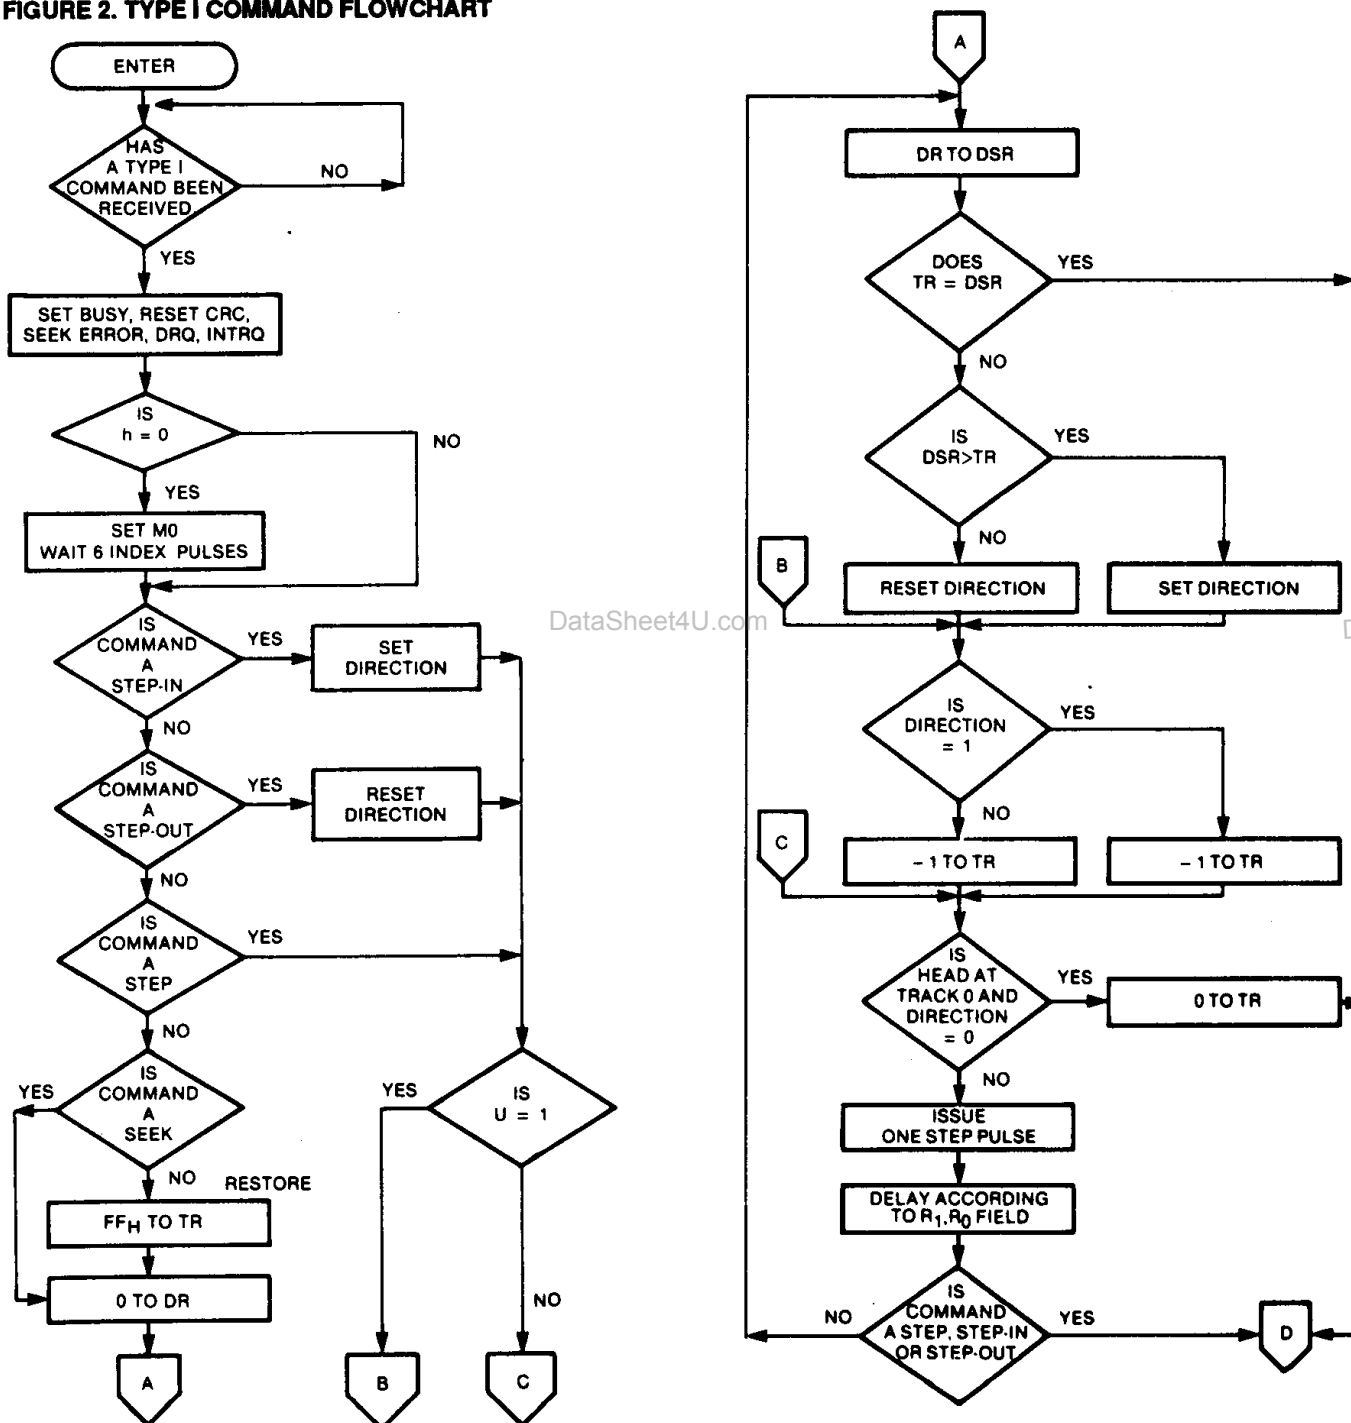 FIGURE 2. TYPE I COMMAND FLOWCHART
ENTER
HAS
A TYPE I
COMMAND BEEN
RECEIVED
NO
YES
SET BUSY, RESET CRC,
SEEK ERROR, DRQ, INTRQ
IS
h = 0
NO
YES
SET M0
WAIT 6 INDEX PULSES
IS
COMMAND
A
STEP-IN
YES
SET
DIRECTION
NO
IS
COMMAND
A
STEP-OUT
YES
RESET
DIRECTION
NO
IS
COMMAND
A
STEP
YES
NO
IS
COMMAND
A
SEEK
YES
NO
RESTORE
FFH TO TR
0 TO DR
A
IS
U = 1
YES
NO
B
C
A
DR TO DSR
DOES
TR = DSR
YES
NO
IS
DSR>TR
YES
NO
B
RESET DIRECTION
SET DIRECTION
DataSheet4U.com
IS
DIRECTION
= 1
YES
NO
C
– 1 TO TR
– 1 TO TR
IS
HEAD AT
TRACK 0 AND
DIRECTION
= 0
YES
0 TO TR
NO
ISSUE
ONE STEP PULSE
DELAY ACCORDING
TO R1,R0 FIELD
IS
COMMAND
A STEP, STEP-IN
OR STEP-OUT
NO
YES
D